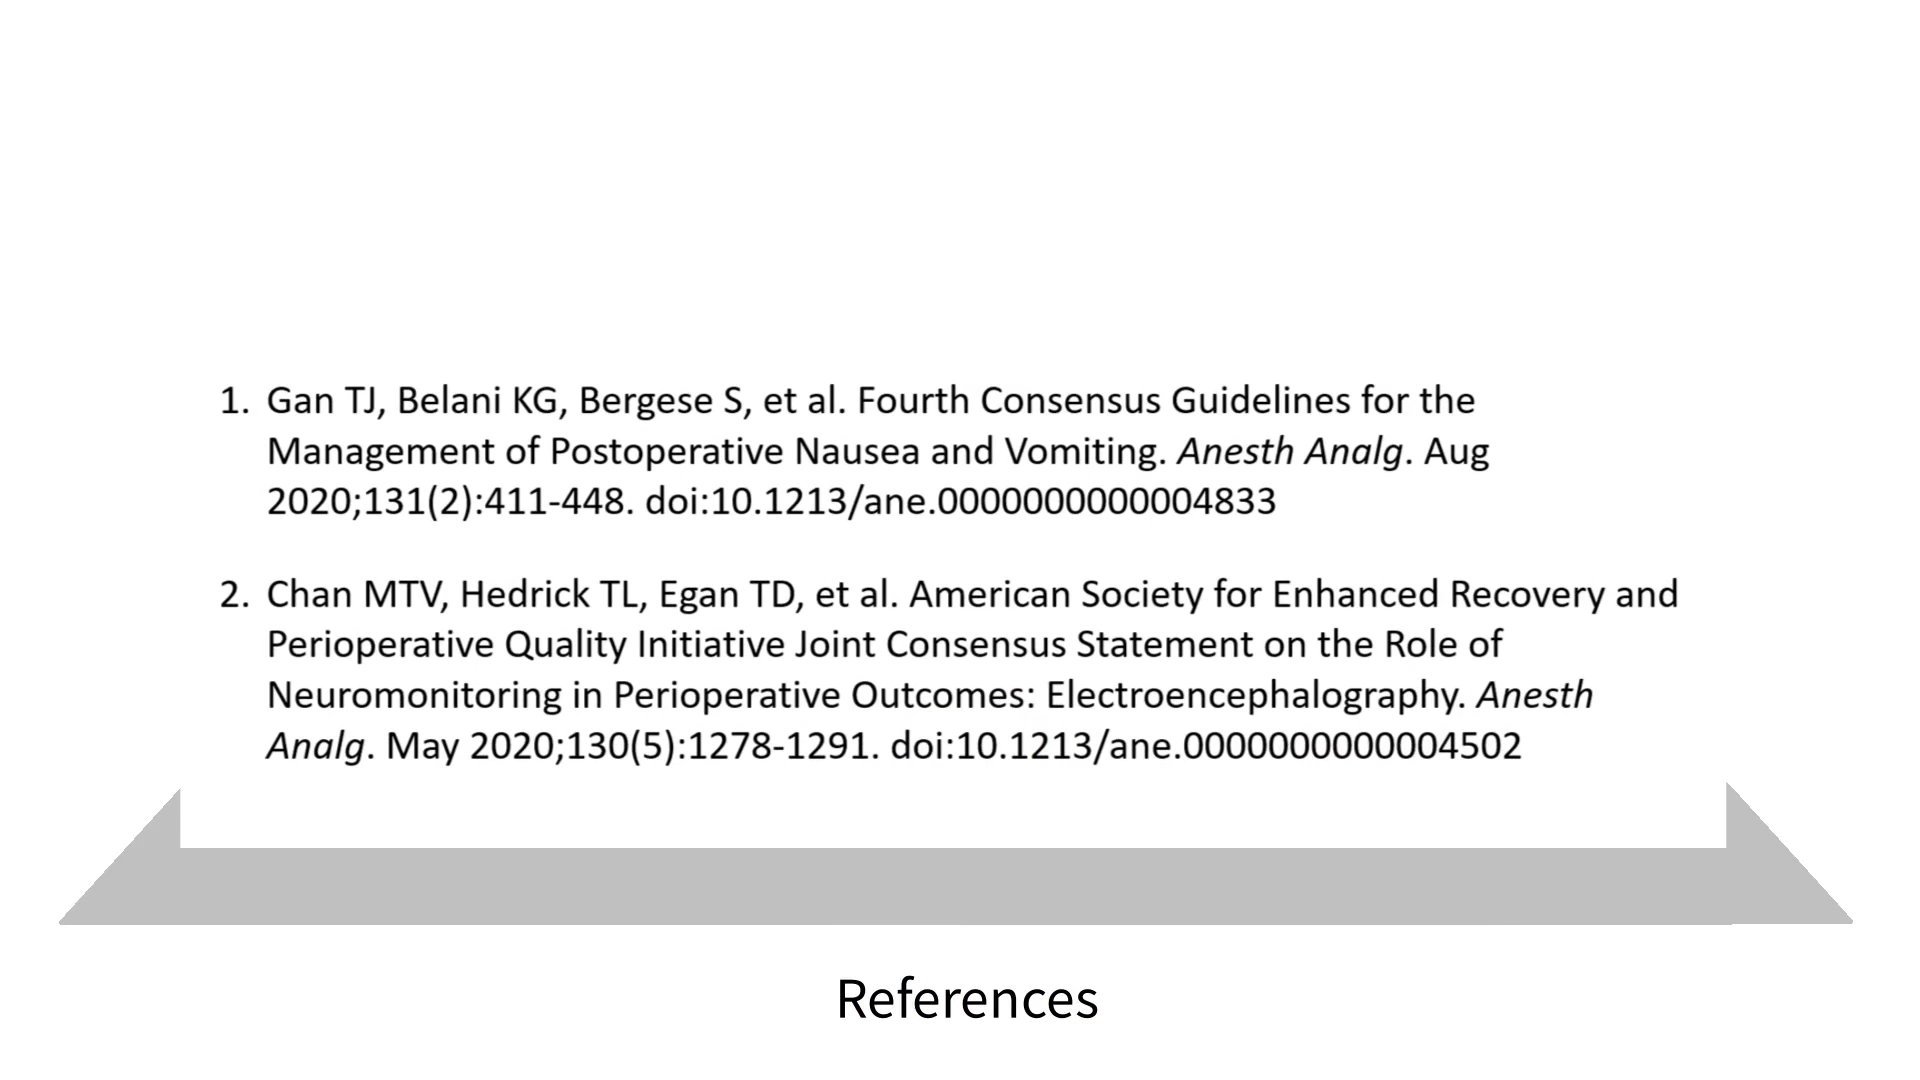 1. Gan TJ, Belani KG, Bergese S, et al. Fourth Consensus Guidelines for the
Management of Postoperative Nausea and Vomiting. Anesth Analg. Aug
2020;131(2):411-448. doi:10.1213/ane.0000000000004833
2. Chan MTV, Hedrick TL, Egan TD, et al. American Society for Enhanced Recovery and
Perioperative Quality Initiative Joint Consensus Statement on the Role of
Neuromonitoring in Perioperative Outcomes: Electroencephalography. Anesth
Analg. May 2020;130(5):1278-1291. doi:10.1213/ane.0000000000004502
References